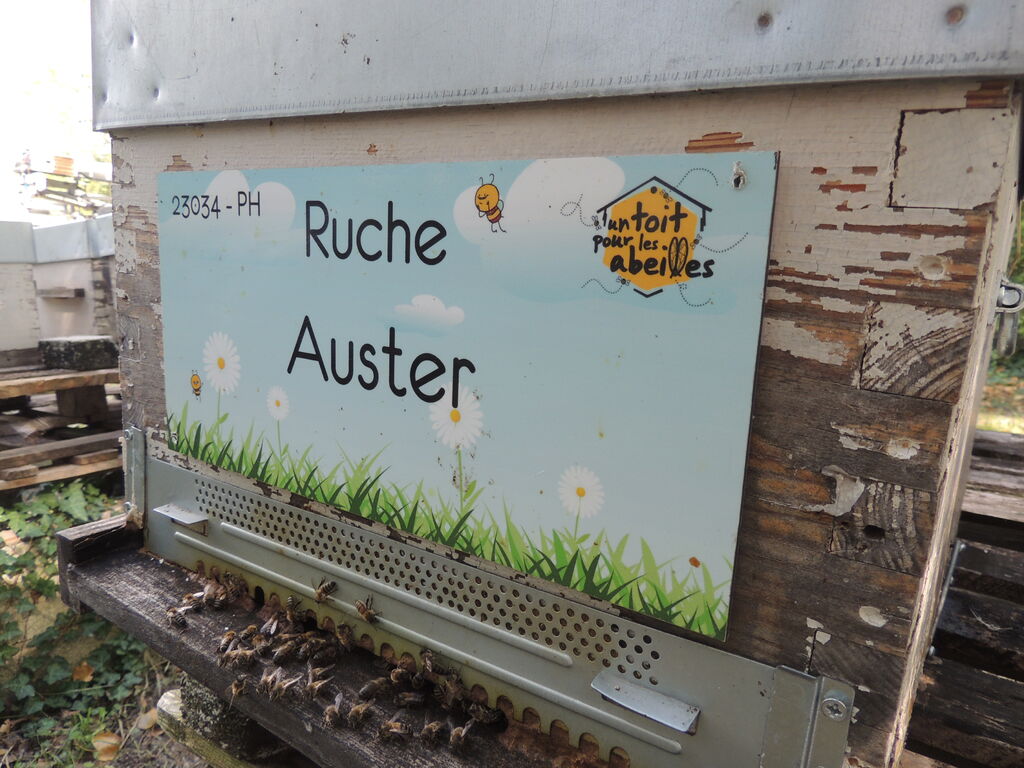 23034 - PH
Ruche
Auster
un toit
pour les
abeilles